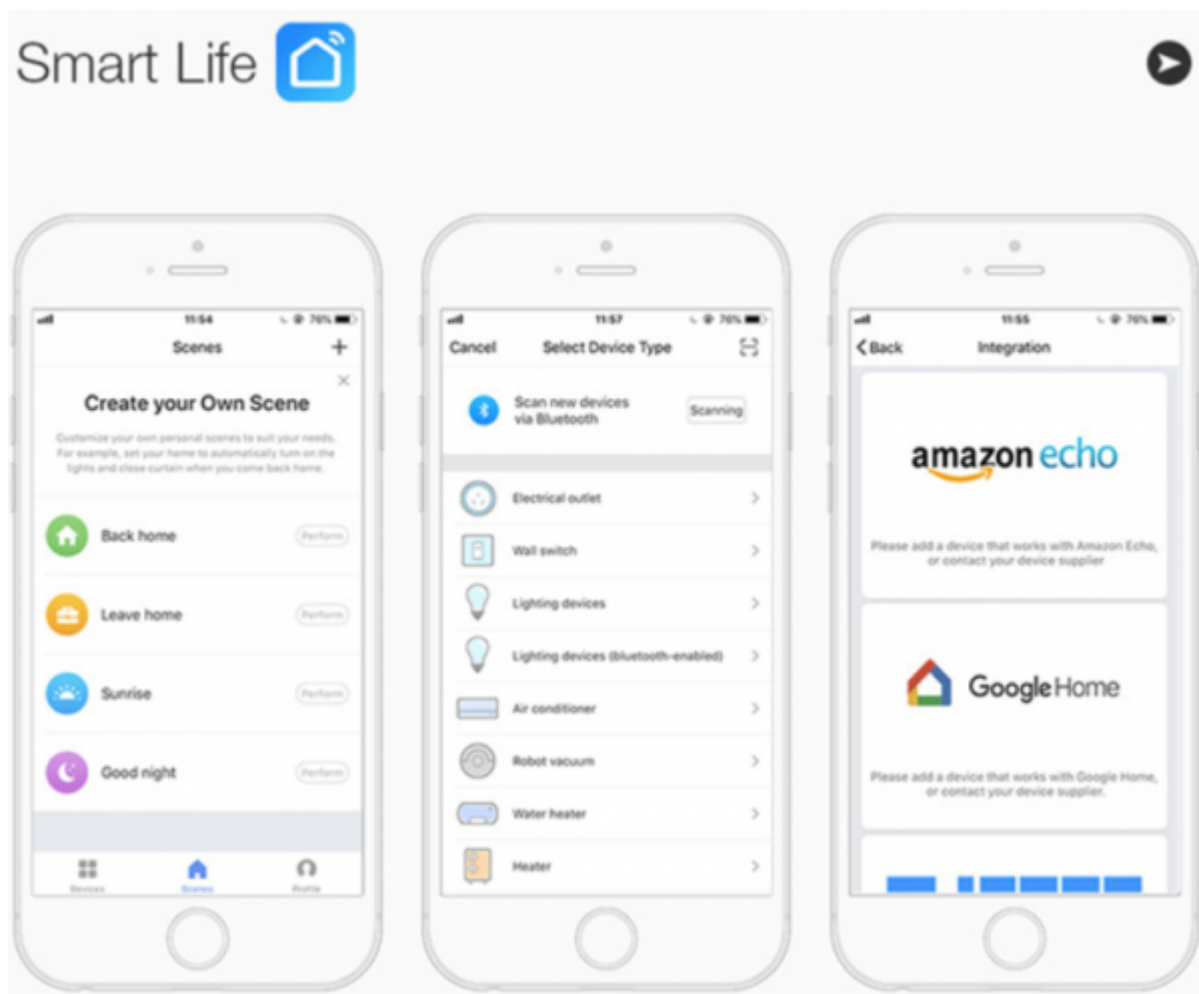 Smart Life
11:54
76%
Scenes
+
Create your Own Scene
Customize your own personal scenes to suit your needs.
For example, set your home to automatically turn on the
lights and close curtain when you come back home.
Back home
Perform
Leave home
Perform
Sunrise
Perform
Good night
Perform
Devices
Scenes
Profile
11:57
76%
Cancel
Select Device Type
Scan new devices
via Bluetooth
Scanning
Electrical outlet
Wall switch
Lighting devices
Lighting devices (bluetooth-enabled)
Air conditioner
Robot vacuum
Water heater
Heater
11:55
76%
Back
Integration
amazon echo
Please add a device that works with Amazon Echo,
or contact your device supplier
Google Home
Please add a device that works with Google Home,
or contact your device supplier.